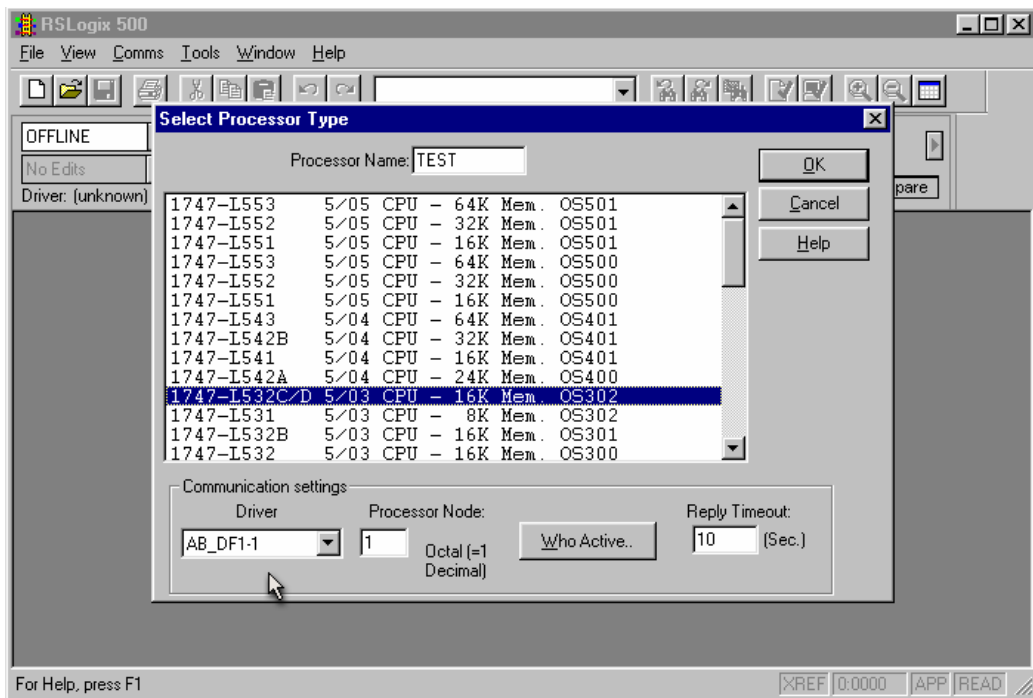 RSLogix 500
File View Comms Tools Window Help
Select Processor Type
OFFLINE
No Edits
Driver: (unknown)
pare
Processor Name: TEST
OK
Cancel
Help
1747-L553 5/05 CPU - 64K Mem. OS501
1747-L552 5/05 CPU - 32K Mem. OS501
1747-L551 5/05 CPU - 16K Mem. OS501
1747-L553 5/05 CPU - 64K Mem. OS500
1747-L552 5/05 CPU - 32K Mem. OS500
1747-L551 5/05 CPU - 16K Mem. OS500
1747-L543 5/04 CPU - 64K Mem. OS401
1747-L542B 5/04 CPU - 32K Mem. OS401
1747-L541 5/04 CPU - 16K Mem. OS401
1747-L542A 5/04 CPU - 24K Mem. OS400
1747-L532C/D 5/03 CPU - 16K Mem. OS302
1747-L531 5/03 CPU - 8K Mem. OS302
1747-L532B 5/03 CPU - 16K Mem. OS301
1747-L532 5/03 CPU - 16K Mem. OS300
Communication settings
Driver Processor Node: Reply Timeout:
AB_DF1-1 1 Octal (=1 Decimal) Who Active.. 10 (Sec.)
For Help, press F1 XREF 0:0000 APP READ